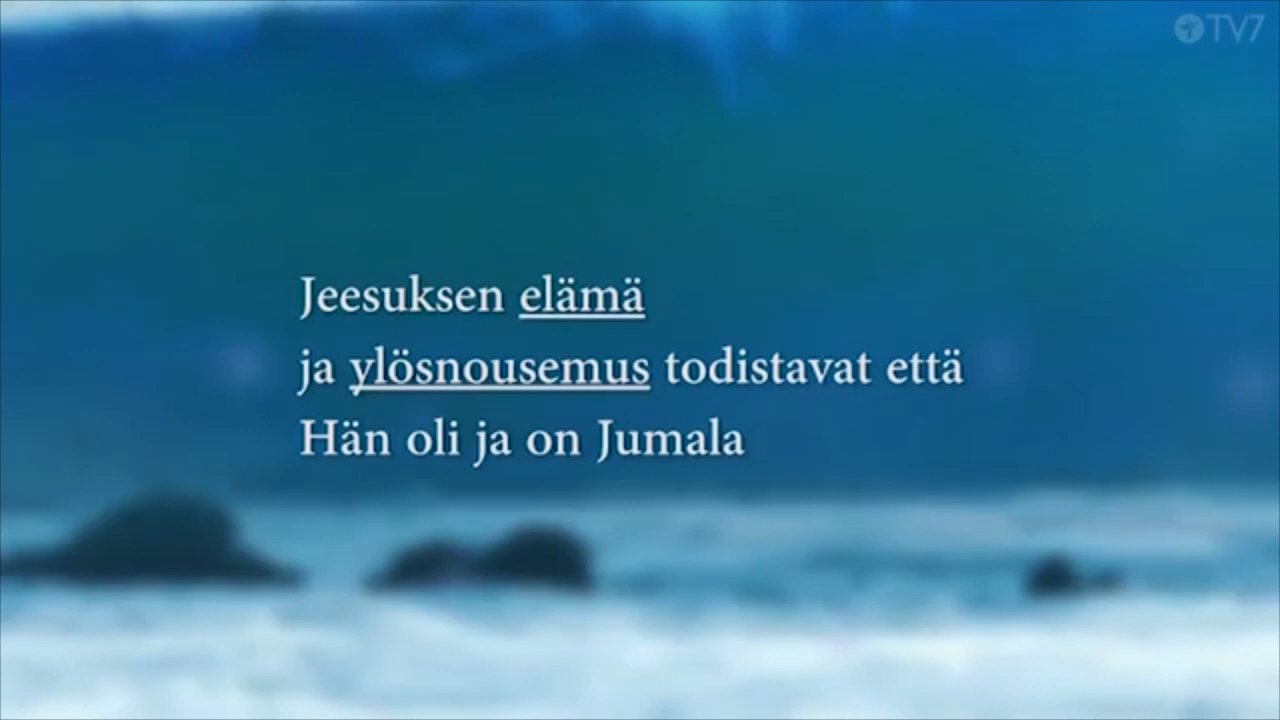 TV7
Jeesuksen elämä
ja ylösnousemus todistavat että
Hän oli ja on Jumala